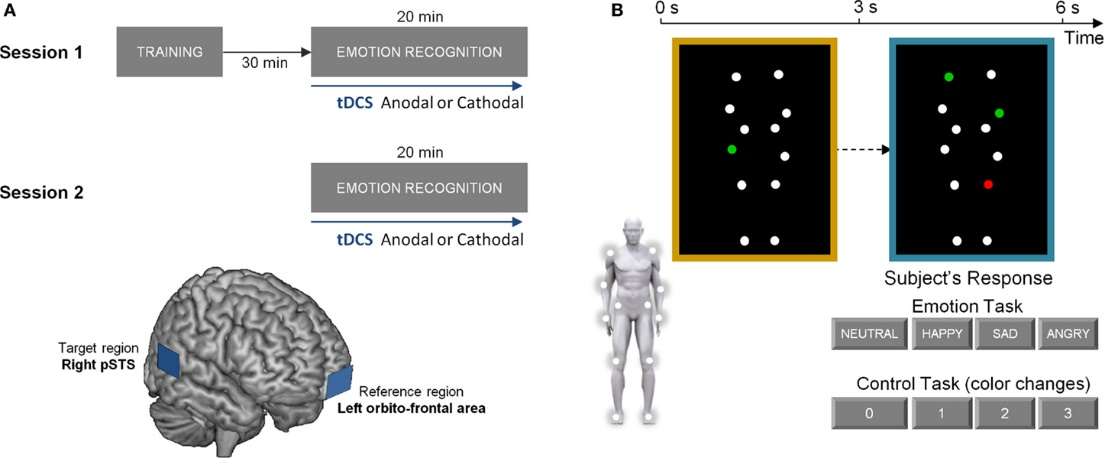 A
20 min
Session 1
TRAINING
30 min
EMOTION RECOGNITION
tDCS Anodal or Cathodal
20 min
Session 2
EMOTION RECOGNITION
tDCS Anodal or Cathodal
Target region
Right pSTS
Reference region
Left orbito-frontal area
B
0 s
3 s
6 s
Time
Subject's Response
Emotion Task
NEUTRAL
HAPPY
SAD
ANGRY
Control Task (color changes)
0
1
2
3